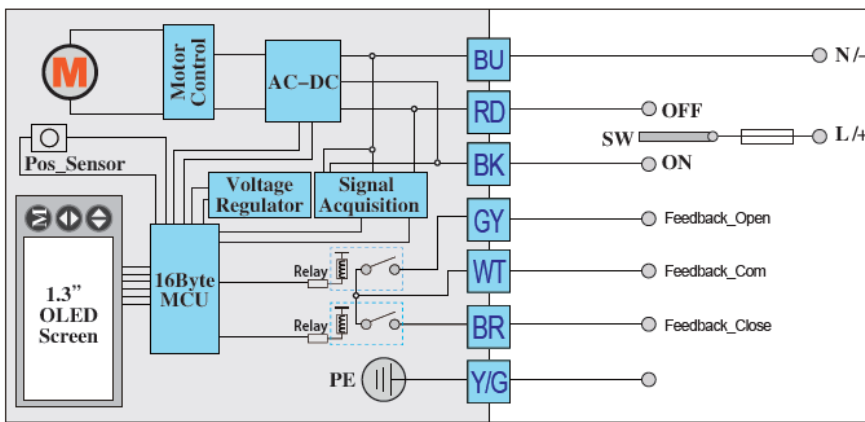 M
Motor
Control
AC-DC
BU
N/-
RD
OFF
SW
L/+
Pos_Sensor
BK
ON
Voltage
Regulator
Signal
Acquisition
M
GY
Feedback_Open
1.3”
OLED
Screen
16Byte
MCU
Relay
WT
Feedback_Com
Relay
BR
Feedback_Close
PE
Y/G